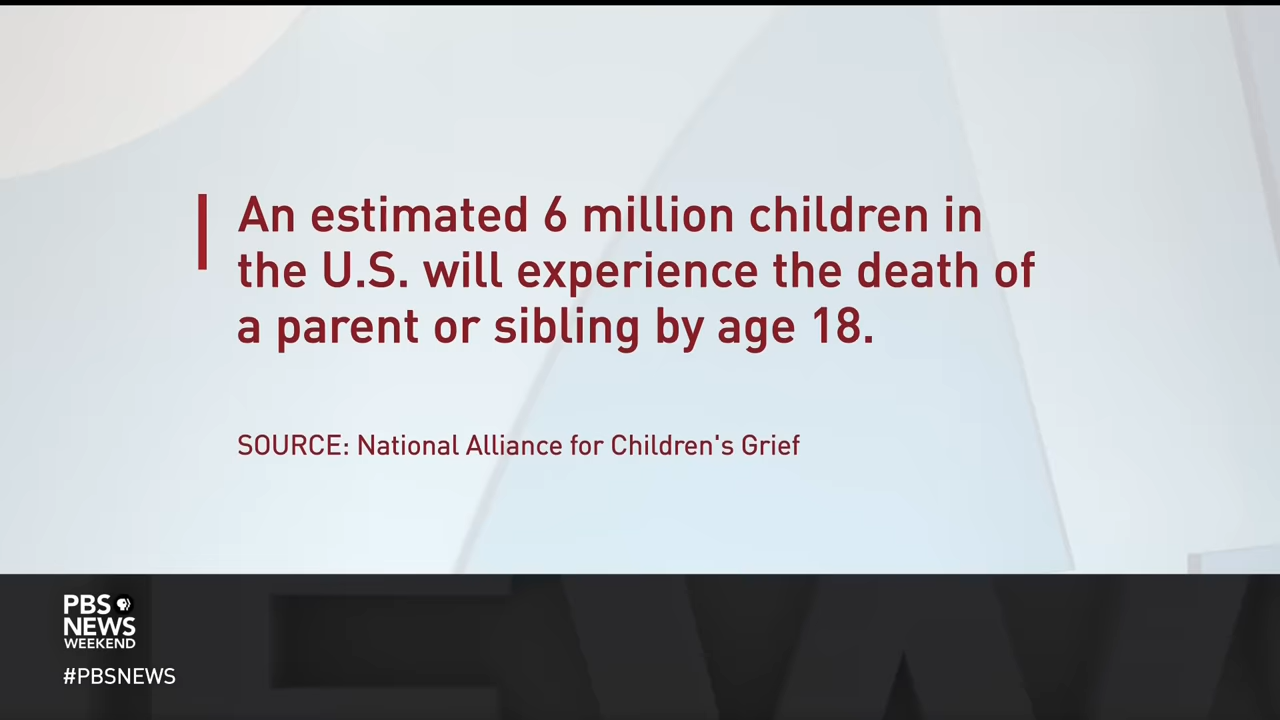 An estimated 6 million children in
the U.S. will experience the death of
a parent or sibling by age 18.
SOURCE: National Alliance for Children's Grief
PBS
NEWS
WEEKEND
#PBSNEWS